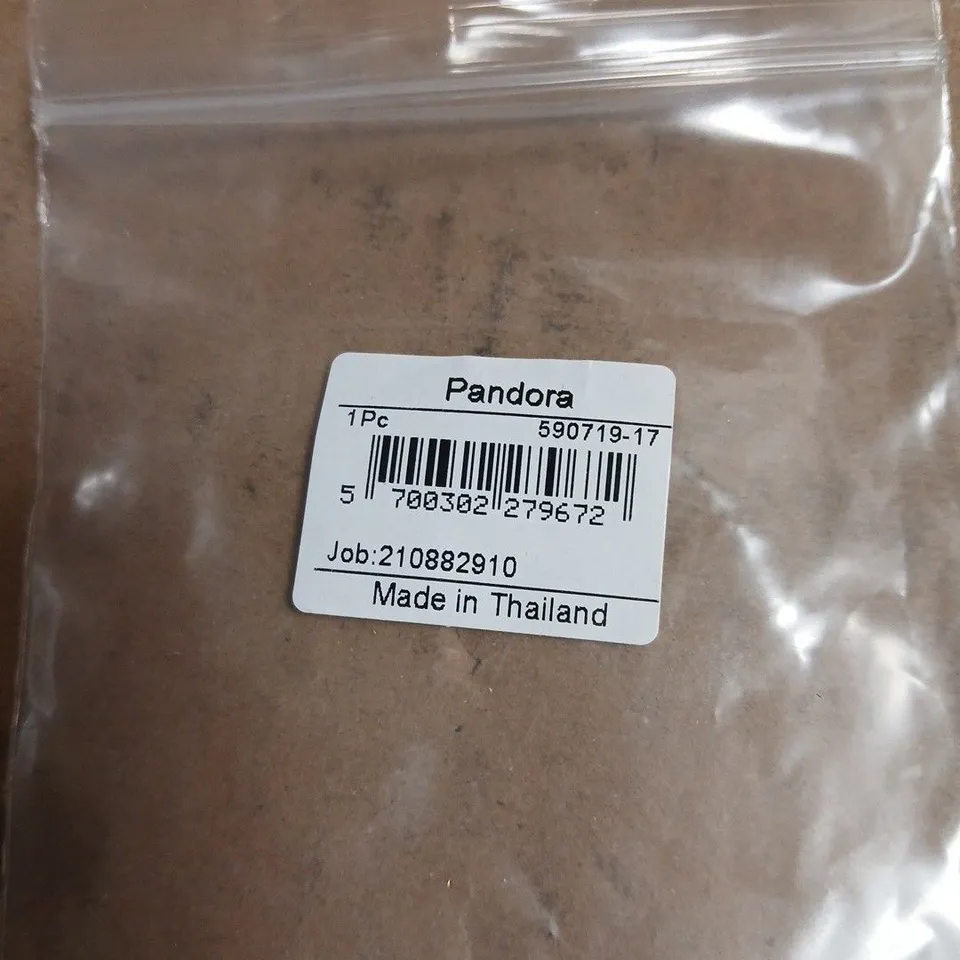 Pandora
1Pc 590719-17
5 700302 279672
Job:210882910
Made in Thailand